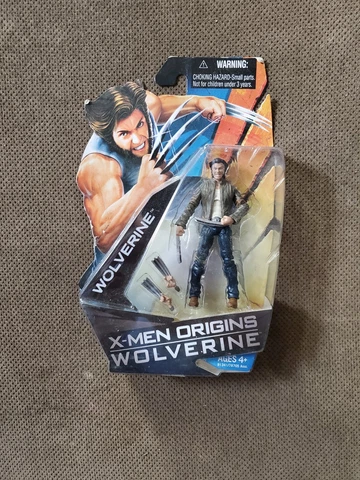 WARNING:
CHOKING HAZARD-Small parts.
Not for children under 3 years.
WOLVERINE
X-MEN ORIGINS
WOLVERINE
AGES 4+